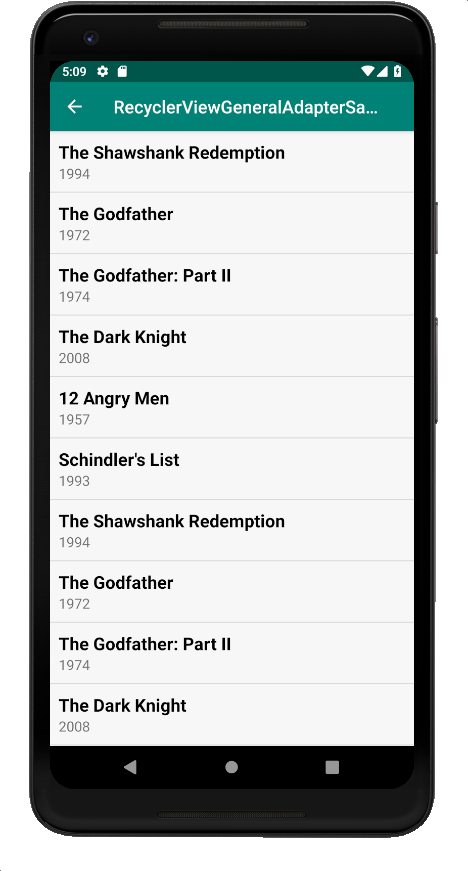 5:09
RecyclerViewGeneralAdapterSa...
The Shawshank Redemption
1994
The Godfather
1972
The Godfather: Part II
1974
The Dark Knight
2008
12 Angry Men
1957
Schindler's List
1993
The Shawshank Redemption
1994
The Godfather
1972
The Godfather: Part II
1974
The Dark Knight
2008